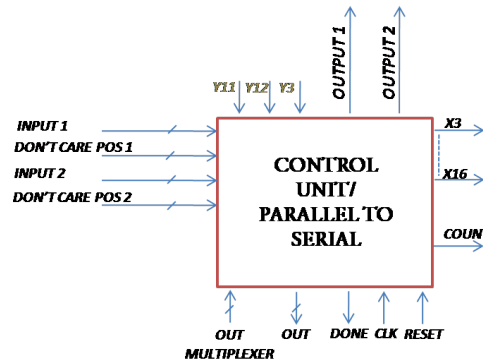 OUTPUT 1
OUTPUT 2
Y11 Y12 Y3
INPUT 1
DON'T CARE POS 1
INPUT 2
DON'T CARE POS 2
CONTROL
UNIT/
PARALLEL TO
SERIAL
X3
X16
COUN
OUT
MULTIPLEXER
OUT
DONE
CLK
RESET